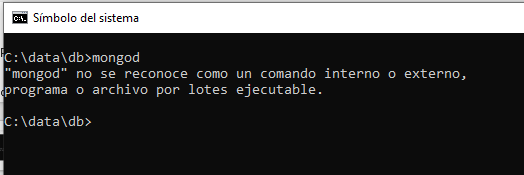 Símbolo del sistema
C:\data\db>mongod
"mongod" no se reconoce como un comando interno o externo,
programa o archivo por lotes ejecutable.
C:\data\db>